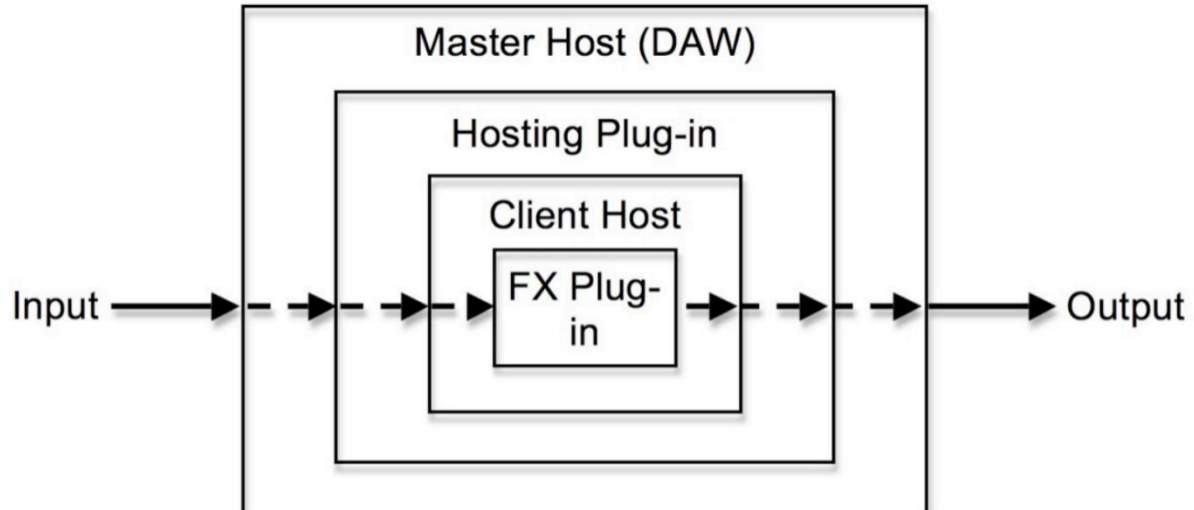 Master Host (DAW)
Hosting Plug-in
Client Host
FX Plug-
in
Input
Output